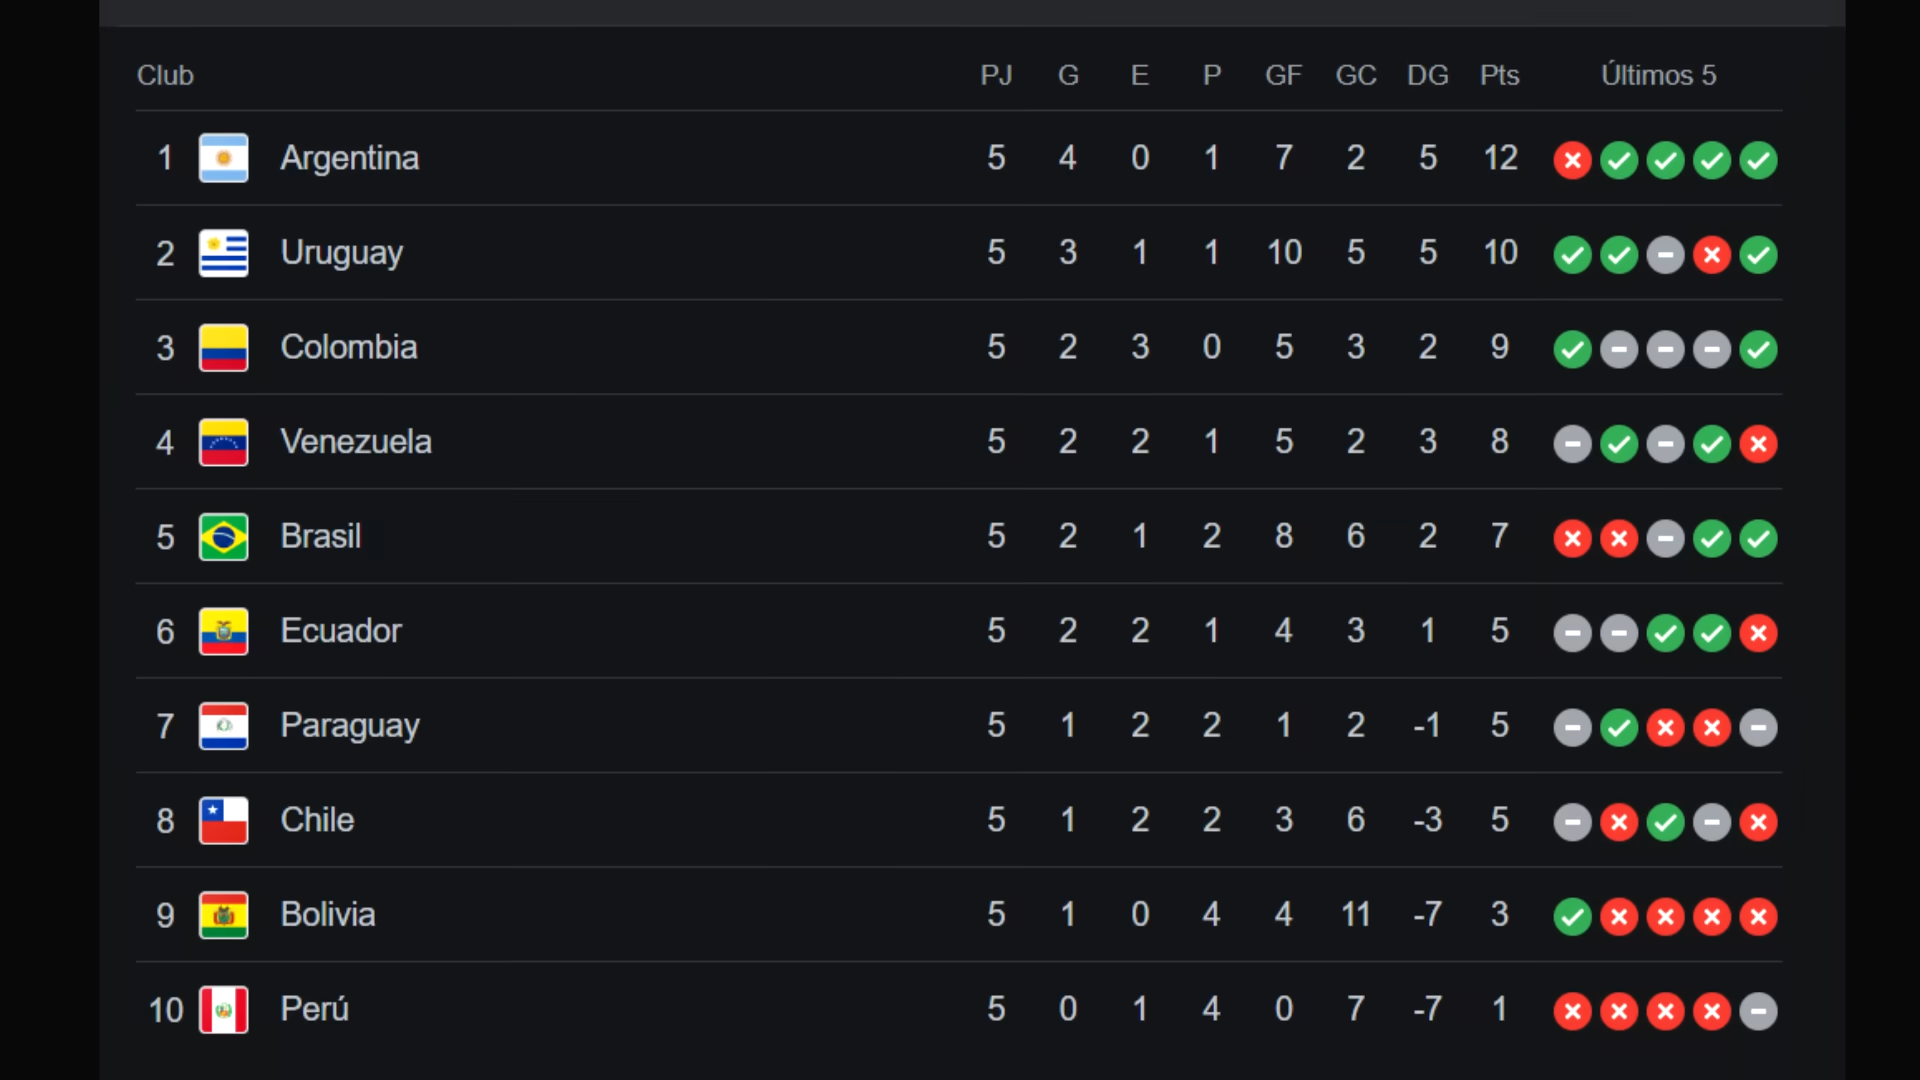 Club PJ G E P GF GC DG Pts Últimos 5
1 Argentina 5 4 0 1 7 2 5 12
2 Uruguay 5 3 1 1 10 5 5 10
3 Colombia 5 2 3 0 5 3 2 9
4 Venezuela 5 2 2 1 5 2 3 8
5 Brasil 5 2 1 2 8 6 2 7
6 Ecuador 5 2 2 1 4 3 1 5
7 Paraguay 5 1 2 2 1 2 -1 5
8 Chile 5 1 2 2 3 6 -3 5
9 Bolivia 5 1 0 4 4 11 -7 3
10 Perú 5 0 1 4 0 7 -7 1